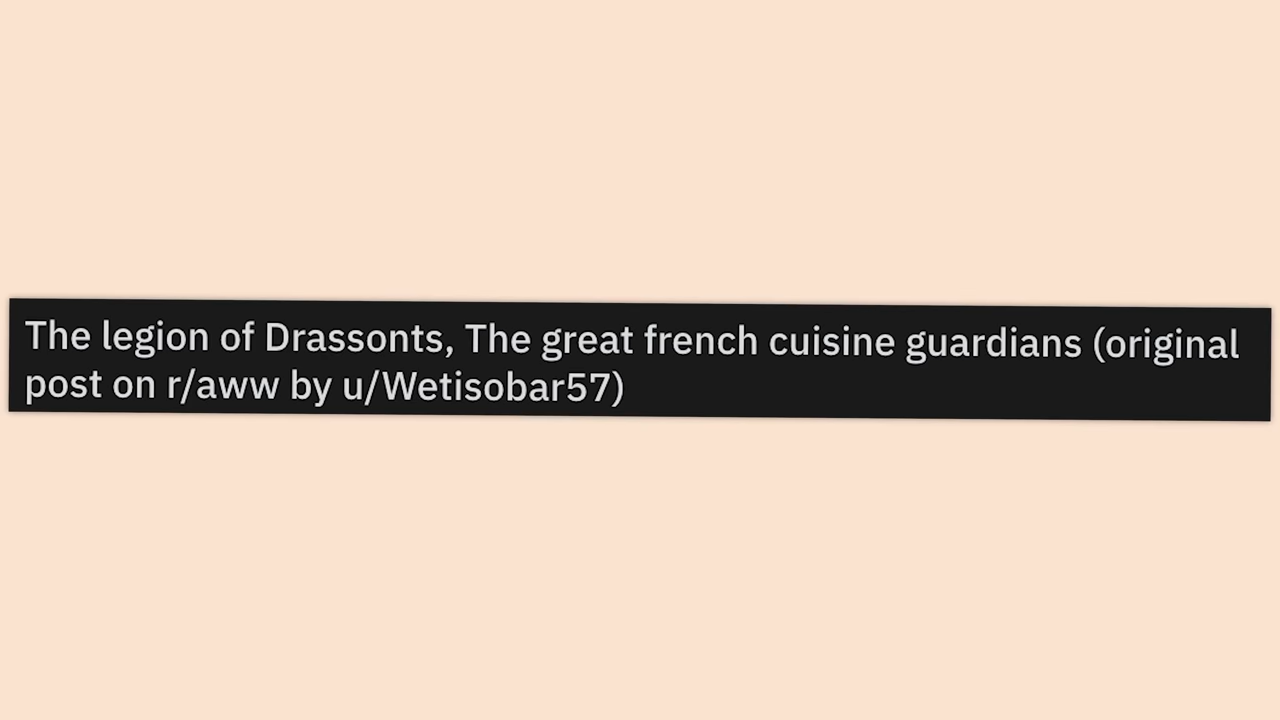 The legion of Drassonts, The great french cuisine guardians (original
post on r/aww by u/Wetisobar57)